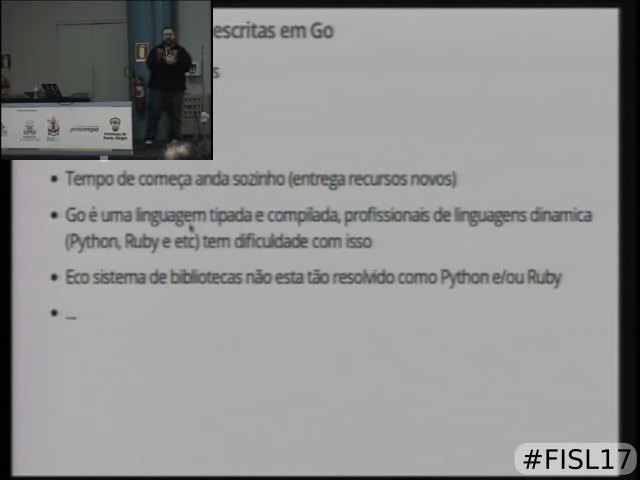 escritas em Go
s
• Tempo de começa anda sozinho (entrega recursos novos)
• Go é uma linguagem tipada e compilada, profissionais de linguagens dinamica
(Python, Ruby e etc) tem dificuldade com isso
• Eco sistema de bibliotecas não esta tão resolvido como Python e/ou Ruby
• ...
procempa
#FISL17